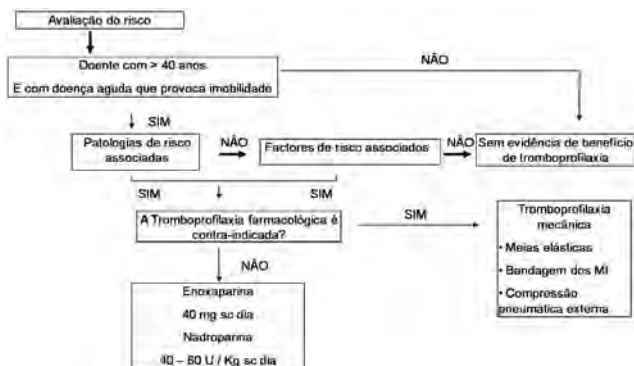 Avaliação do risco
Doente com > 40 anos
E com doença aguda que provoca imobilidade
NÃO
SIM
Patologias de risco
associadas
NÃO
Factores de risco associados
NÃO
Sem evidência de benefício
de tromboprofilaxia
SIM
SIM
A Tromboprofilaxia farmacológica é
contra-indicada?
SIM
Tromboprofilaxia
mecânica
• Meias elásticas
• Bandagem dos MI
• Compressão
pneumática externa
NÃO
Enoxaparina
40 mg sc dia
Nadroparina
40 – 60 U / Kg sc dia